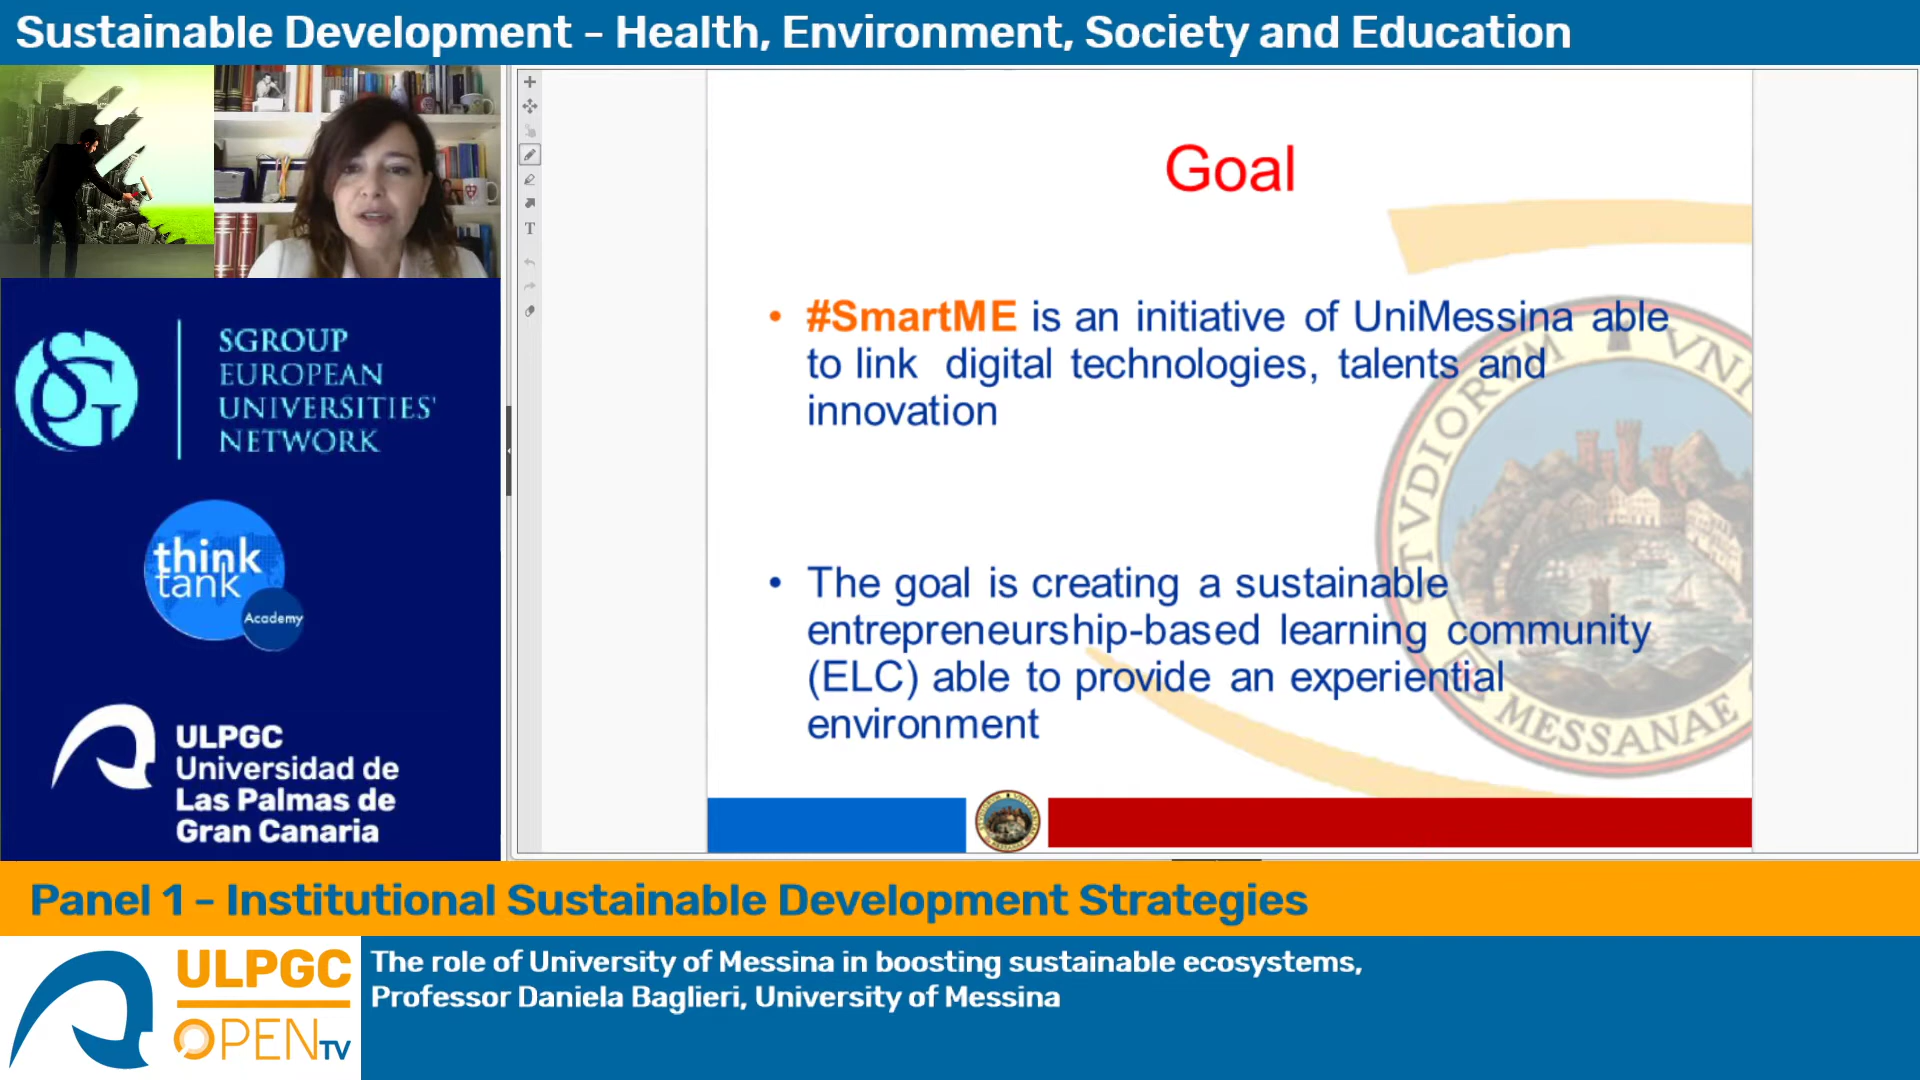 Sustainable Development - Health, Environment, Society and Education
SGROUP
EUROPEAN
UNIVERSITIES'
NETWORK
think
tank
Academy
ULPGC
Universidad de
Las Palmas de
Gran Canaria
T
Goal
• #SmartME is an initiative of UniMessina able
to link digital technologies, talents and
innovation
• The goal is creating a sustainable
entrepreneurship-based learning community
(ELC) able to provide an experiential
environment
STVDIORVM VNI
MESSANAE
Panel 1 - Institutional Sustainable Development Strategies
ULPGC
OPENTV
The role of University of Messina in boosting sustainable ecosystems,
Professor Daniela Baglieri, University of Messina